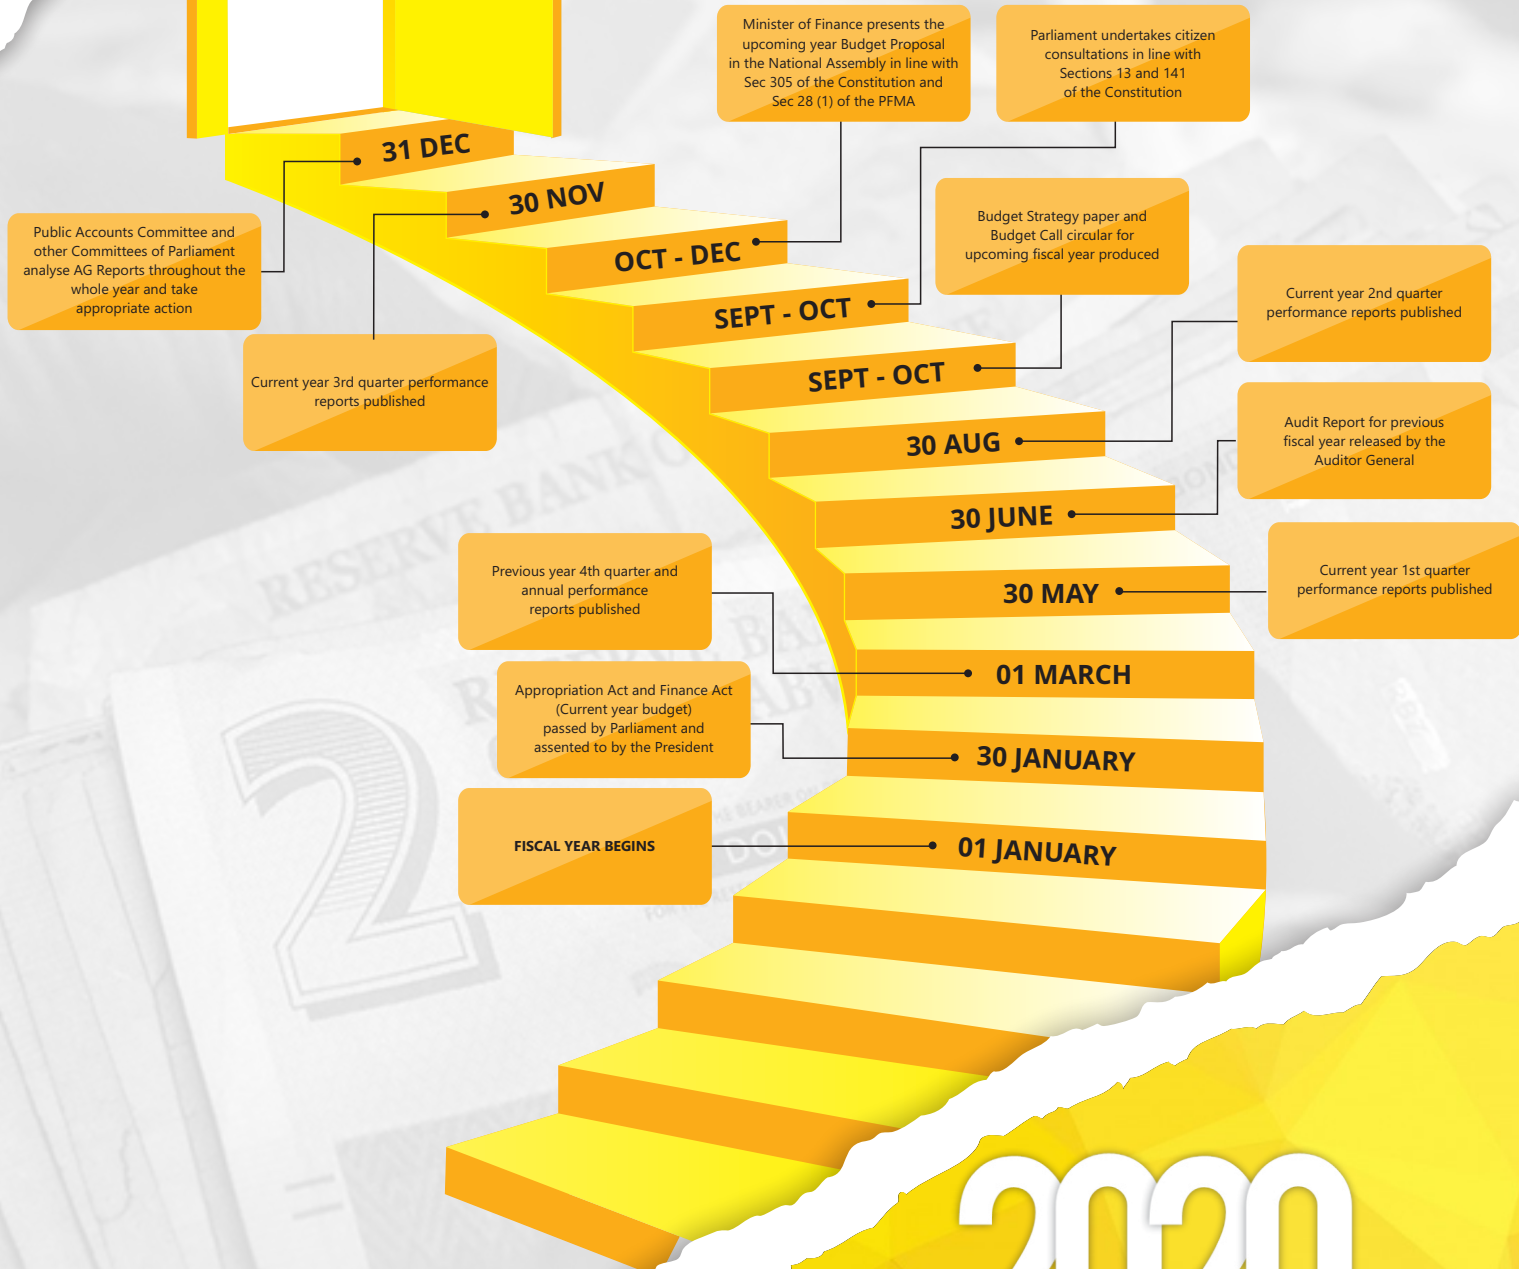 Minister of Finance presents the
upcoming year Budget Proposal
in the National Assembly in line with
Sec 305 of the Constitution and
Sec 28 (1) of the PFMA
Parliament undertakes citizen
consultations in line with
Sections 13 and 141
of the Constitution
31 DEC
30 NOV
Public Accounts Committee and
other Committees of Parliament
analyse AG Reports throughout the
whole year and take
appropriate action
OCT - DEC
Budget Strategy paper and
Budget Call circular for
upcoming fiscal year produced
SEPT - OCT
Current year 2nd quarter
performance reports published
Current year 3rd quarter performance
reports published
SEPT - OCT
30 AUG
Audit Report for previous
fiscal year released by the
Auditor General
30 JUNE
Previous year 4th quarter and
annual performance
reports published
30 MAY
Current year 1st quarter
performance reports published
01 MARCH
Appropriation Act and Finance Act
(Current year budget)
passed by Parliament and
assented to by the President
30 JANUARY
FISCAL YEAR BEGINS
01 JANUARY
RESERVE BANK
2
2020